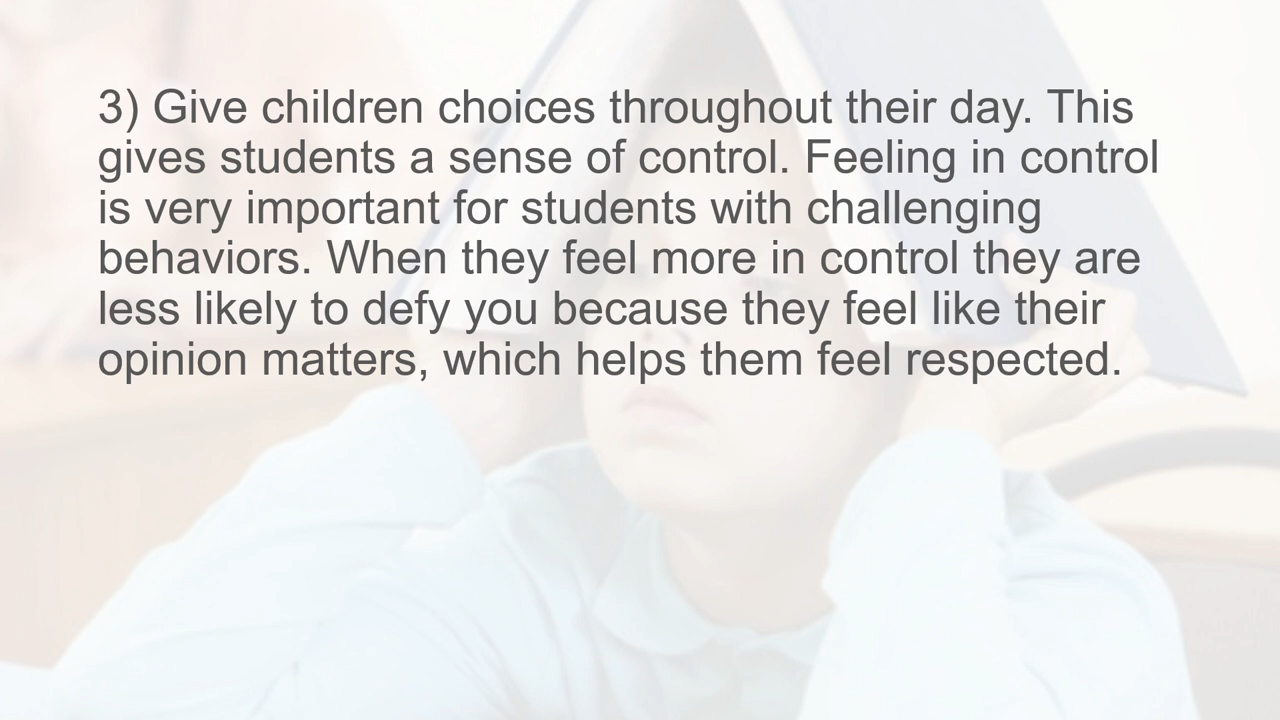 3) Give children choices throughout their day. This
gives students a sense of control. Feeling in control
is very important for students with challenging
behaviors. When they feel more in control they are
less likely to defy you because they feel like their
opinion matters, which helps them feel respected.